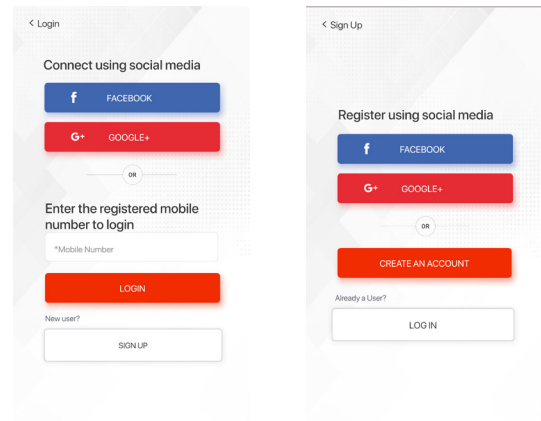 < Login
Connect using social media
f FACEBOOK
G+ GOOGLE+
OR
Enter the registered mobile
number to login
*Mobile Number
LOGIN
New user?
SIGN UP
< Sign Up
Register using social media
f FACEBOOK
G+ GOOGLE+
OR
CREATE AN ACCOUNT
Already a User?
LOG IN